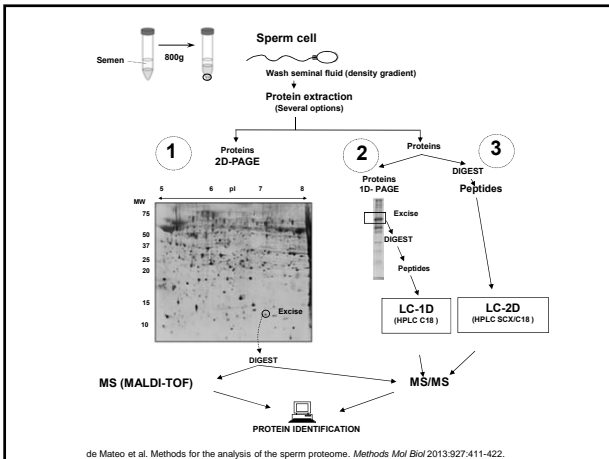 Semen
800g
Sperm cell
Wash seminal fluid (density gradient)
Protein extraction
(Several options)
1
Proteins
2D-PAGE
2
Proteins
3
DIGEST
Peptides
Proteins
1D- PAGE
5 6 pI 7 8
MW
75
50
37
25
20
15
10
Excise
DIGEST
Peptides
Excise
LC-1D
(HPLC C18 )
LC-2D
(HPLC SCX/C18 )
DIGEST
MS (MALDI-TOF)
MS/MS
PROTEIN IDENTIFICATION
de Mateo et al. Methods for the analysis of the sperm proteome. Methods Mol Biol 2013:927:411-422.